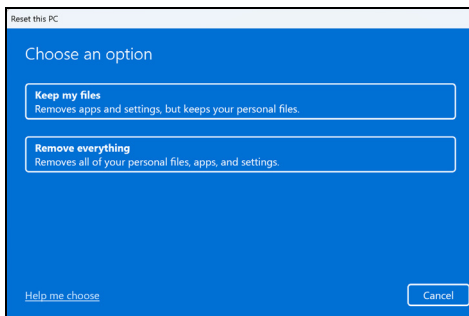 Reset this PC
Choose an option
Keep my files
Removes apps and settings, but keeps your personal files.
Remove everything
Removes all of your personal files, apps, and settings.
Help me choose
Cancel